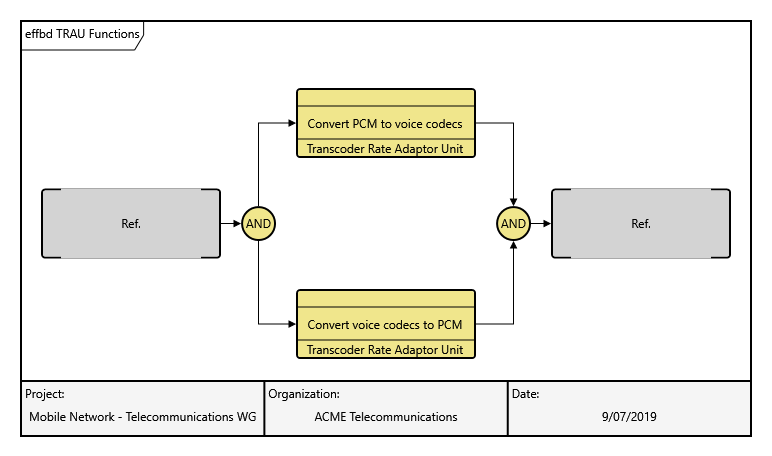 effbd TRAU Functions
Convert PCM to voice codecs
Transcoder Rate Adaptor Unit
Ref.
AND
AND
Ref.
Convert voice codecs to PCM
Transcoder Rate Adaptor Unit
Project:
Mobile Network - Telecommunications WG
Organization:
ACME Telecommunications
Date:
9/07/2019